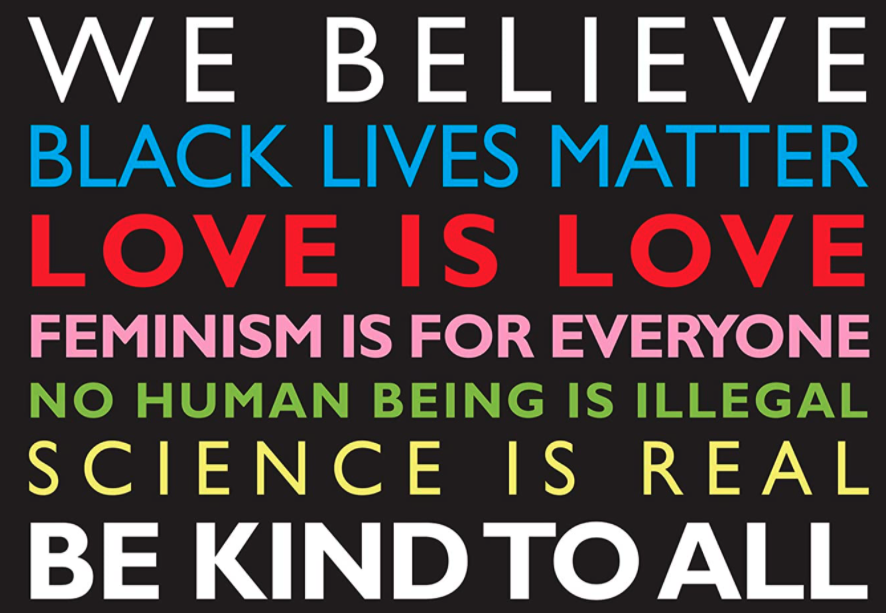 WE BELIEVE
BLACK LIVES MATTER
LOVE IS LOVE
FEMINISM IS FOR EVERYONE
NO HUMAN BEING IS ILLEGAL
SCIENCE IS REAL
BE KIND TO ALL